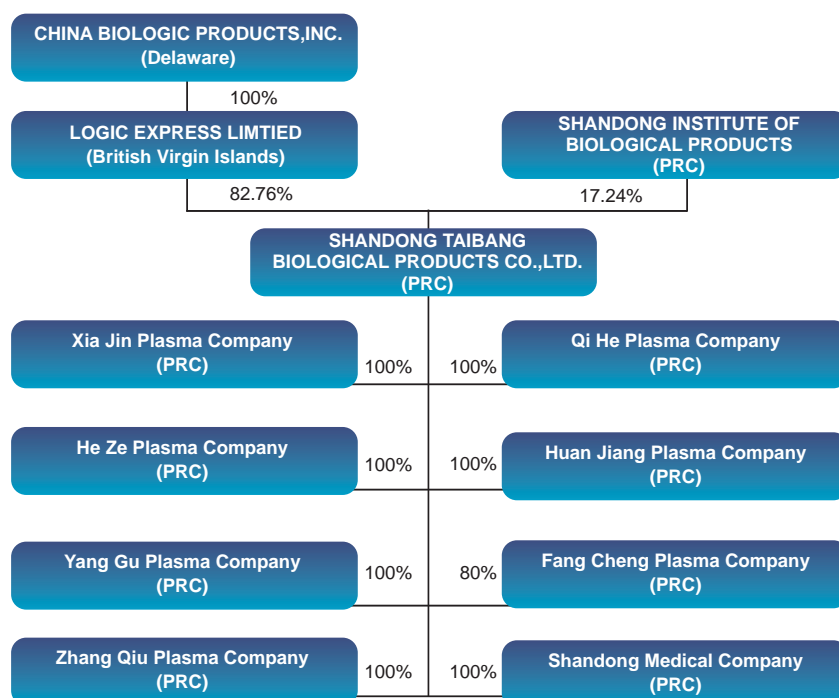 CHINA BIOLOGIC PRODUCTS,INC.
(Delaware)
100%
LOGIC EXPRESS LIMTIED
(British Virgin Islands)
SHANDONG INSTITUTE OF
BIOLOGICAL PRODUCTS
(PRC)
82.76%
17.24%
SHANDONG TAIBANG
BIOLOGICAL PRODUCTS CO.,LTD.
(PRC)
Xia Jin Plasma Company
(PRC)
100%
100%
Qi He Plasma Company
(PRC)
He Ze Plasma Company
(PRC)
100%
100%
Huan Jiang Plasma Company
(PRC)
Yang Gu Plasma Company
(PRC)
100%
80%
Fang Cheng Plasma Company
(PRC)
Zhang Qiu Plasma Company
(PRC)
100%
100%
Shandong Medical Company
(PRC)